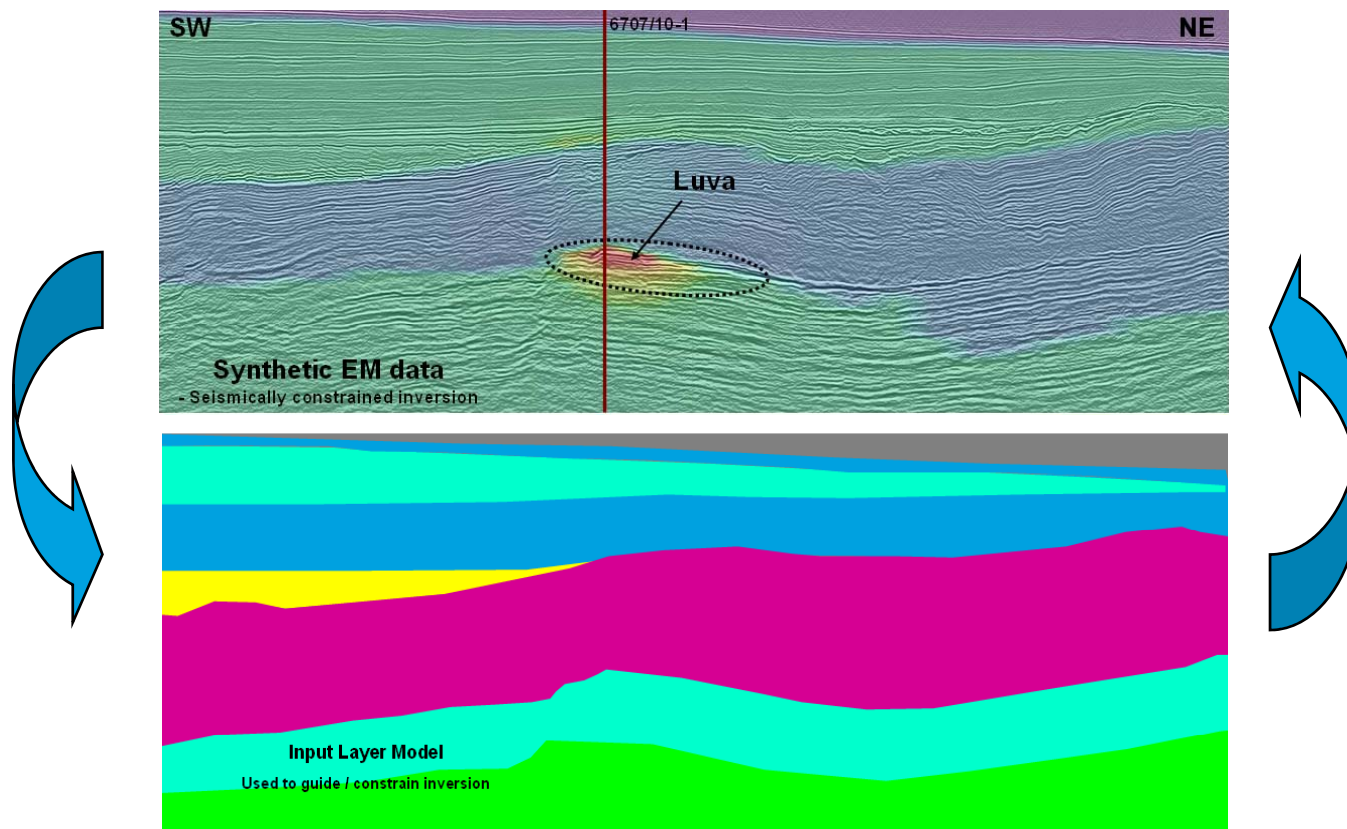 SW
6707/10-1
NE
Luva
Synthetic EM data
- Seismically constrained inversion
Input Layer Model
Used to guide / constrain inversion